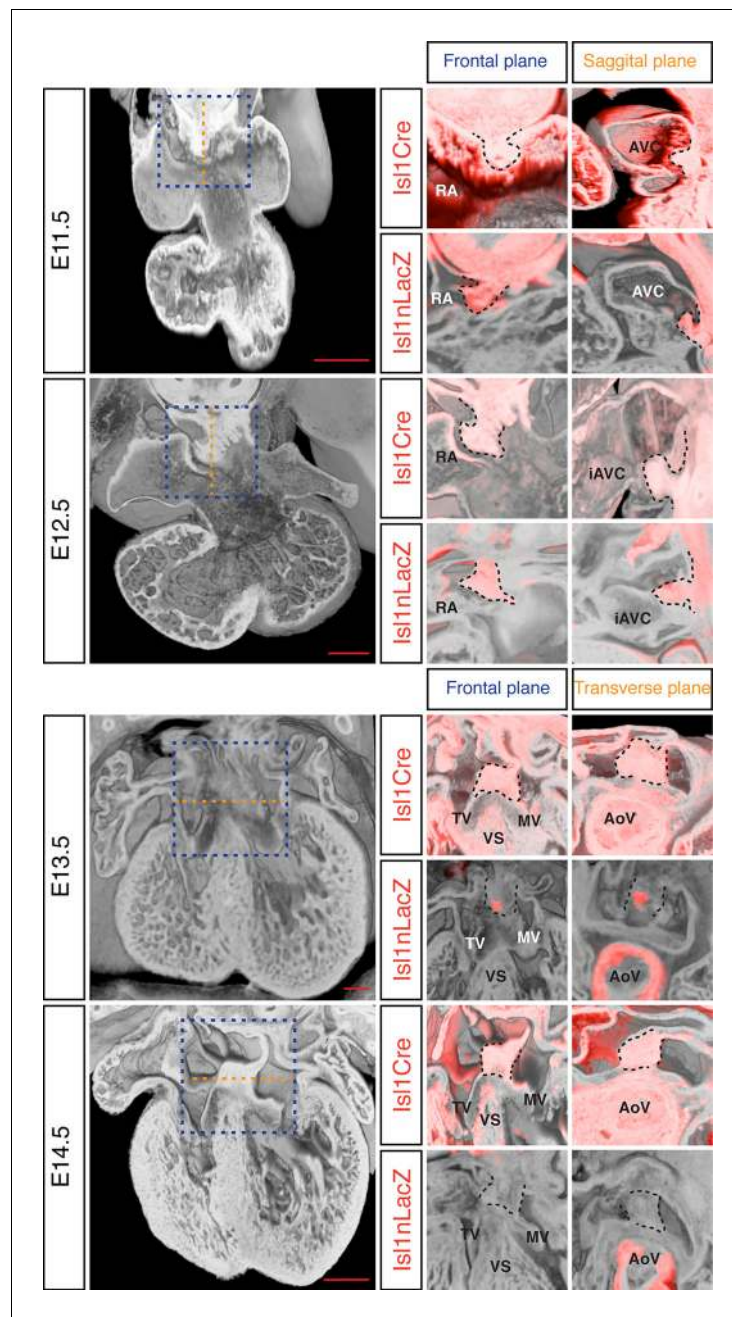 Frontal plane
Saggital plane
E11.5
Isl1Cre
RA
AVC
Isl1nLacZ
RA
AVC
E12.5
Isl1Cre
RA
iAVC
Isl1nLacZ
RA
iAVC
Frontal plane
Transverse plane
E13.5
Isl1Cre
TV
MV
VS
AoV
Isl1nLacZ
TV
MV
VS
AoV
E14.5
Isl1Cre
TV
MV
VS
AoV
Isl1nLacZ
TV
MV
VS
AoV